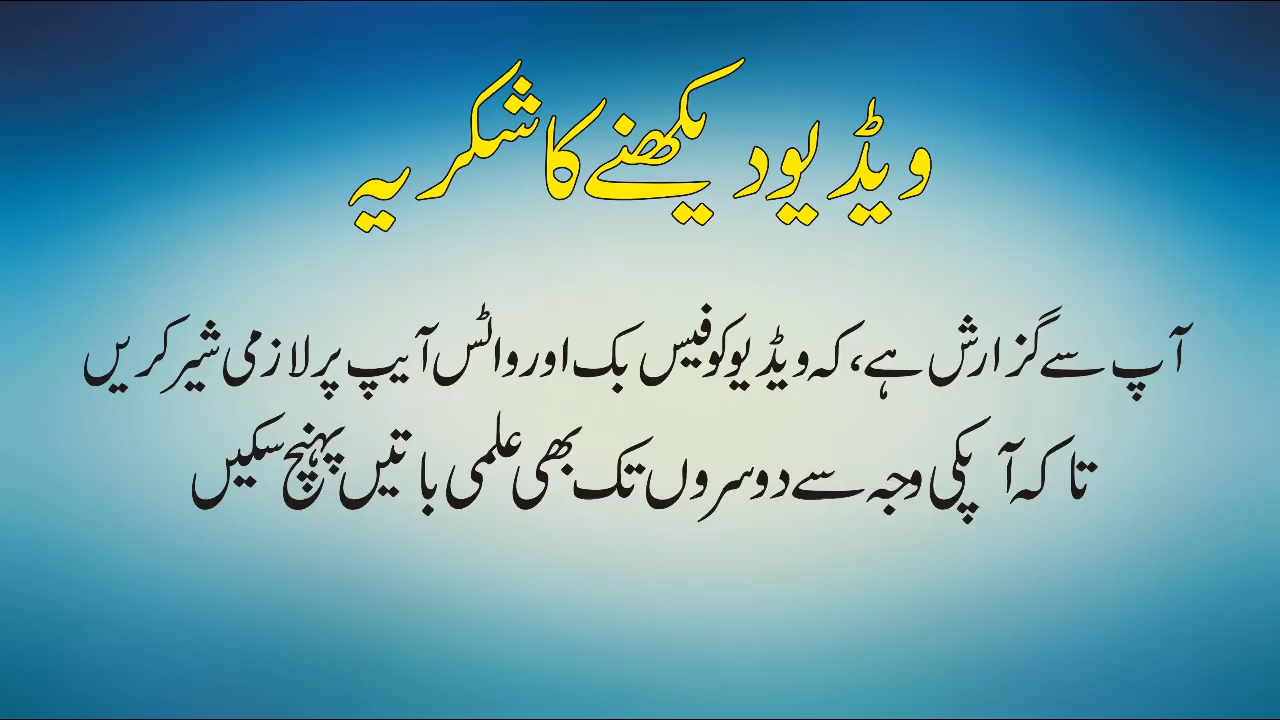 ویڈیو دیکھنے کا شکریہ
آپ سے گزارش ہے، کہ ویڈیو کو فیس بک اور واٹس آیپ پر لازمی شیر کریں
تا کہ آ پکی وجہ سے دوسروں تک بھی علمی باتیں پہنچ سکیں